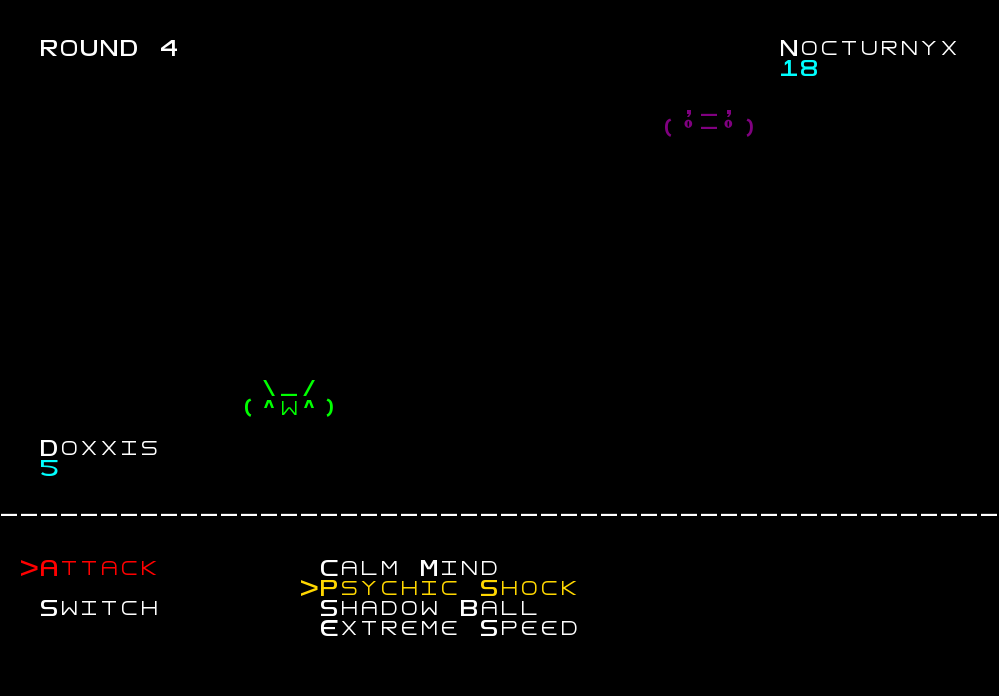 ROUND 4
Nocturnyx
18
, _ ,
( o _ o )
\ _ /
( ^ w ^ )
Doxxis
5
>Attack
Calm Mind
>Psychic Shock
Switch
Shadow Ball
Extreme Speed